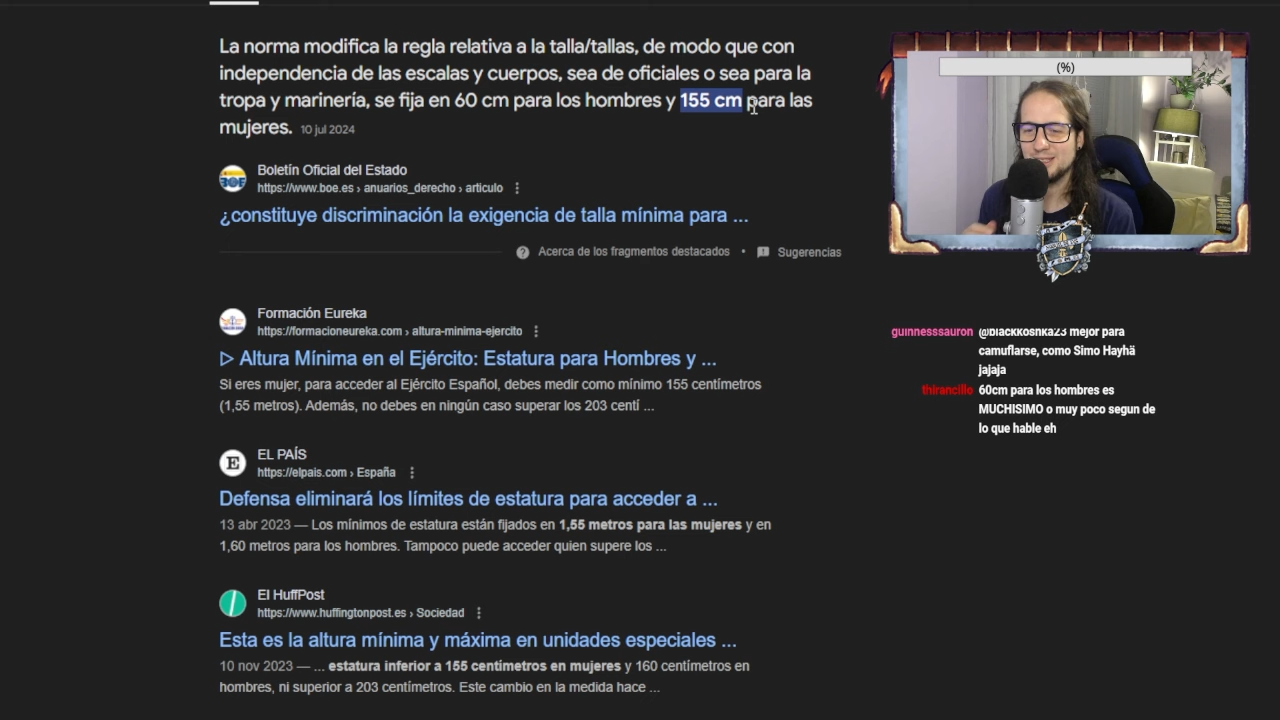 La norma modifica la regla relativa a la talla/tallas, de modo que con
independencia de las escalas y cuerpos, sea de oficiales o sea para la
tropa y marinería, se fija en 60 cm para los hombres y 155 cm para las
mujeres. 10 jul 2024
Boletín Oficial del Estado
https://www.boe.es › anuarios_derecho › articulo
¿constituye discriminación la exigencia de talla mínima para ...
Acerca de los fragmentos destacados • Sugerencias
Formación Eureka
https://formacioneureka.com › altura-minima-ejercito
▷ Altura Mínima en el Ejército: Estatura para Hombres y ...
Si eres mujer, para acceder al Ejército Español, debes medir como mínimo 155 centímetros
(1,55 metros). Además, no debes en ningún caso superar los 203 centí ...
EL PAÍS
https://elpais.com › España
Defensa eliminará los límites de estatura para acceder a ...
13 abr 2023 — Los mínimos de estatura están fijados en 1,55 metros para las mujeres y en
1,60 metros para los hombres. Tampoco puede acceder quien supere los ...
El HuffPost
https://www.huffingtonpost.es › Sociedad
Esta es la altura mínima y máxima en unidades especiales ...
10 nov 2023 — ... estatura inferior a 155 centímetros en mujeres y 160 centímetros en
hombres, ni superior a 203 centímetros. Este cambio en la medida hace ...
(%)
guinnesssauron @blackkoshka23 mejor para
camuflarse, como Simo Hayhä
jajaja
thirancillo 60cm para los hombres es
MUCHISIMO o muy poco segun de
lo que hable eh